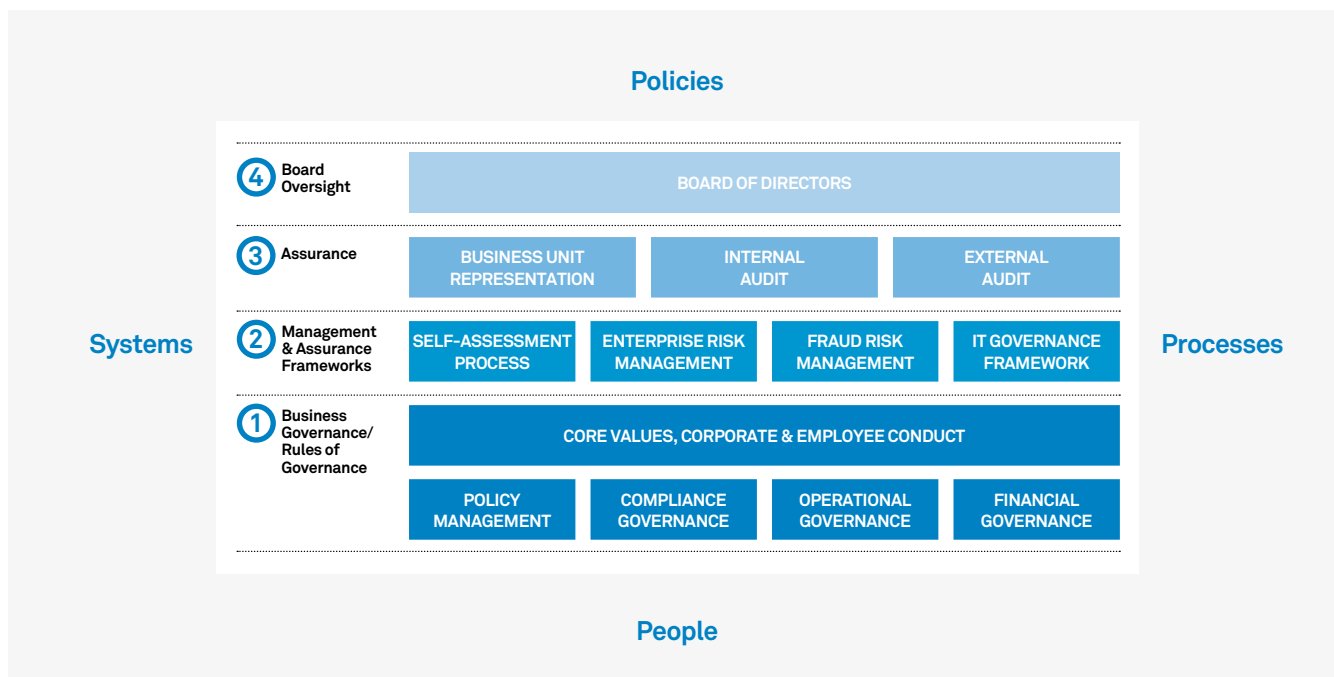 Policies
4
Board
Oversight
BOARD OF DIRECTORS
3
Assurance
BUSINESS UNIT
REPRESENTATION
INTERNAL
AUDIT
EXTERNAL
AUDIT
Systems
2
Management
& Assurance
Frameworks
SELF-ASSESSMENT
PROCESS
ENTERPRISE RISK
MANAGEMENT
FRAUD RISK
MANAGEMENT
IT GOVERNANCE
FRAMEWORK
Processes
1
Business
Governance/
Rules of
Governance
CORE VALUES, CORPORATE & EMPLOYEE CONDUCT
POLICY
MANAGEMENT
COMPLIANCE
GOVERNANCE
OPERATIONAL
GOVERNANCE
FINANCIAL
GOVERNANCE
People